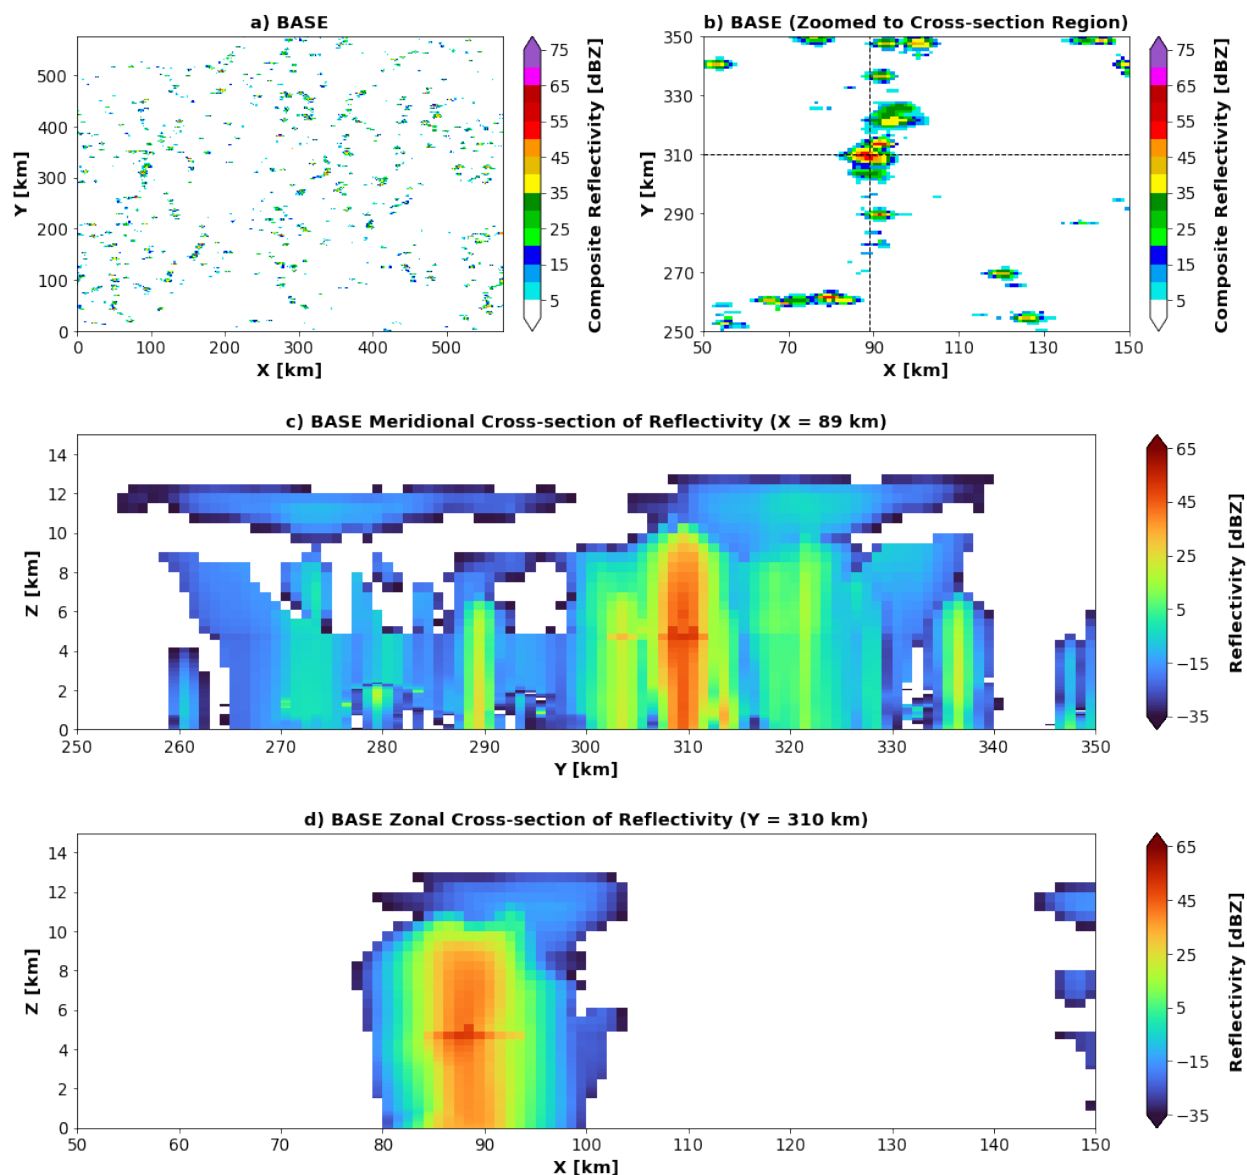 a) BASE
b) BASE (Zoomed to Cross-section Region)
500
400
300
200
100
0
Y [km]
0 100 200 300 400 500
X [km]
75
65
55
45
35
25
15
5
Composite Reflectivity [dBZ]
350
330
310
290
270
250
Y [km]
50 70 90 110 130 150
X [km]
75
65
55
45
35
25
15
5
Composite Reflectivity [dBZ]
c) BASE Meridional Cross-section of Reflectivity (X = 89 km)
14
12
10
8
6
4
2
0
Z [km]
250 260 270 280 290 300 310 320 330 340 350
Y [km]
65
45
25
5
−15
−35
Reflectivity [dBZ]
d) BASE Zonal Cross-section of Reflectivity (Y = 310 km)
14
12
10
8
6
4
2
0
Z [km]
50 60 70 80 90 100 110 120 130 140 150
X [km]
65
45
25
5
−15
−35
Reflectivity [dBZ]